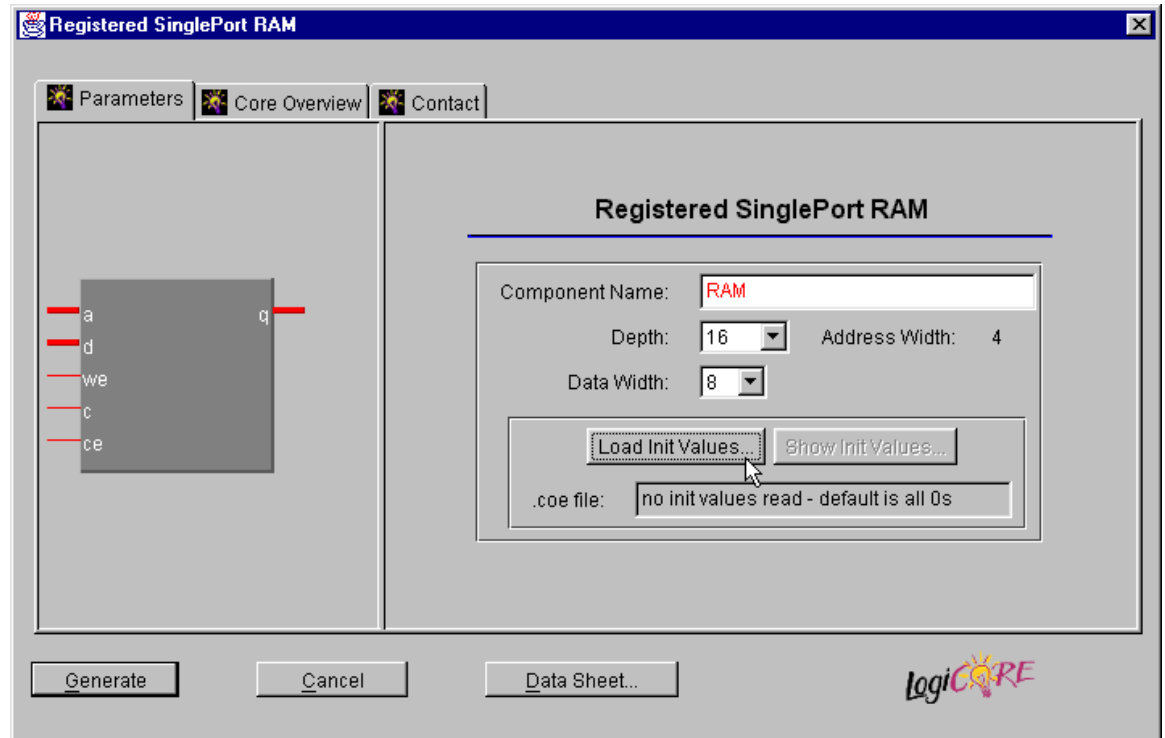 Registered SinglePort RAM
Parameters
Core Overview
Contact
a
q
d
we
c
ce
Registered SinglePort RAM
Component Name: RAM
Depth: 16 Address Width: 4
Data Width: 8
Load Init Values... Show Init Values...
.coe file: no init values read - default is all 0s
Generate
Cancel
Data Sheet...
LogiCORE